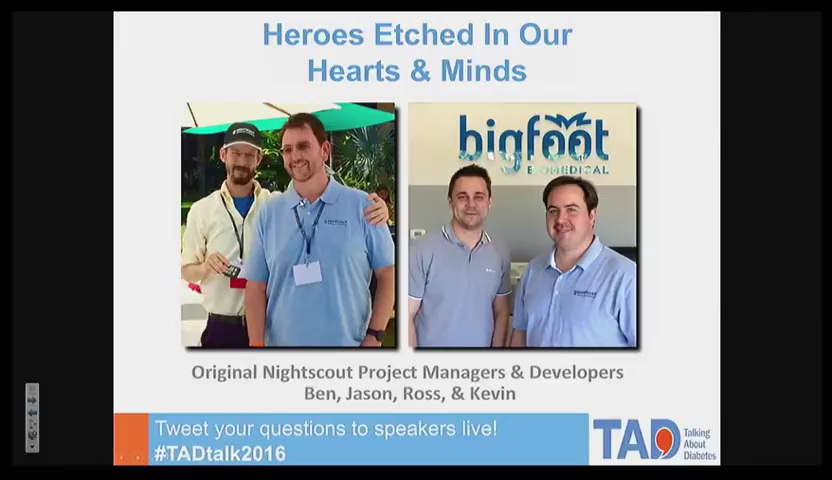 Heroes Etched In Our
Hearts & Minds
bigfoot
BIOMEDICAL
Original Nightscout Project Managers & Developers
Ben, Jason, Ross, & Kevin
Tweet your questions to speakers live!
#TADtalk2016
TAD
Talking
About
Diabetes